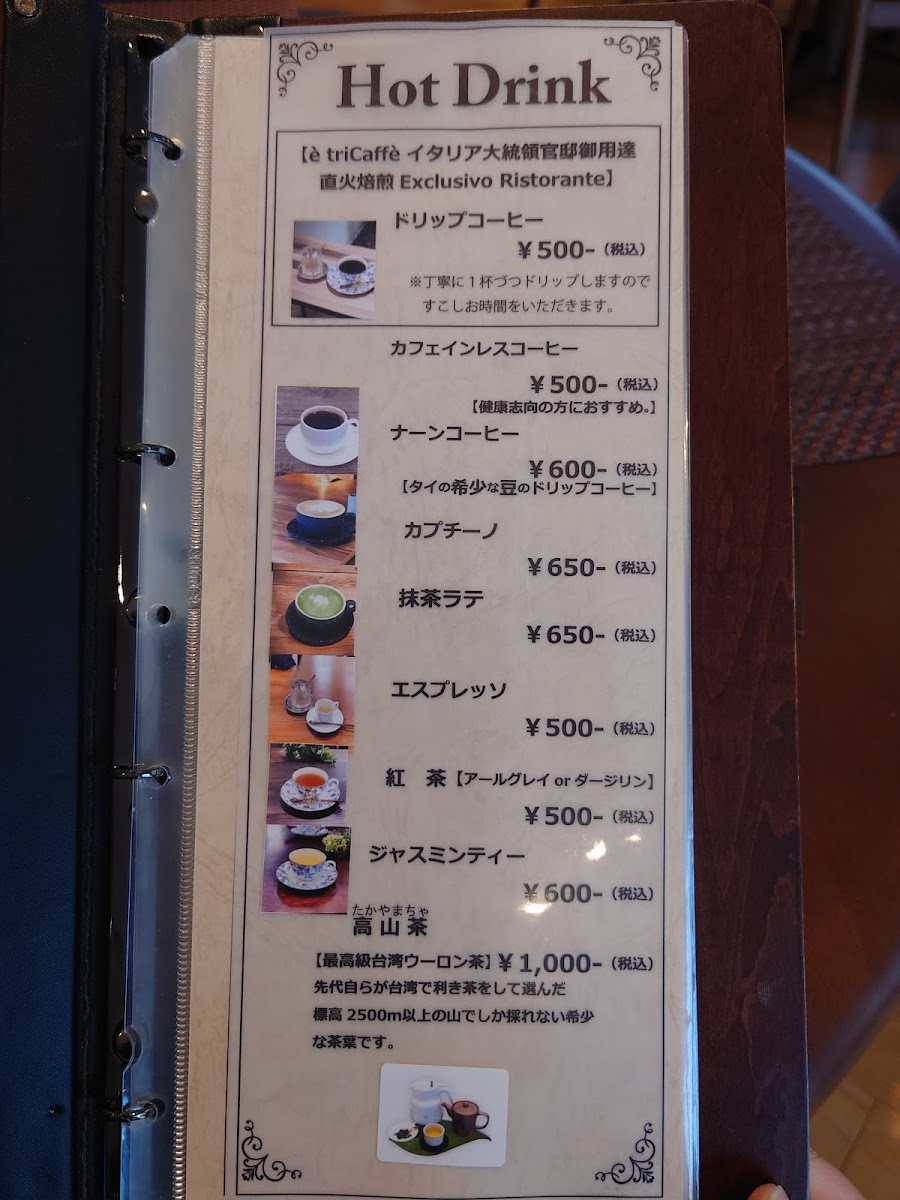 Hot Drink
【è triCaffè イタリア大統領官邸御用達
直火焙煎 Exclusivo Ristorante】
ドリップコーヒー
￥500-（税込）
※丁寧に１杯づつドリップしますので
すこしお時間をいただきます。
カフェインレスコーヒー
￥500-（税込）
【健康志向の方におすすめ。】
ナーンコーヒー
￥600-（税込）
【タイの希少な豆のドリップコーヒー】
カプチーノ
￥650-（税込）
抹茶ラテ
￥650-（税込）
エスプレッソ
￥500-（税込）
紅　茶【アールグレイ or ダージリン】
￥500-（税込）
ジャスミンティー
￥600-（税込）
たかやまちゃ
高山茶
【最高級台湾ウーロン茶】￥1,000-（税込）
先代自らが台湾で利き茶をして選んだ
標高 2500m以上の山でしか採れない希少
な茶葉です。